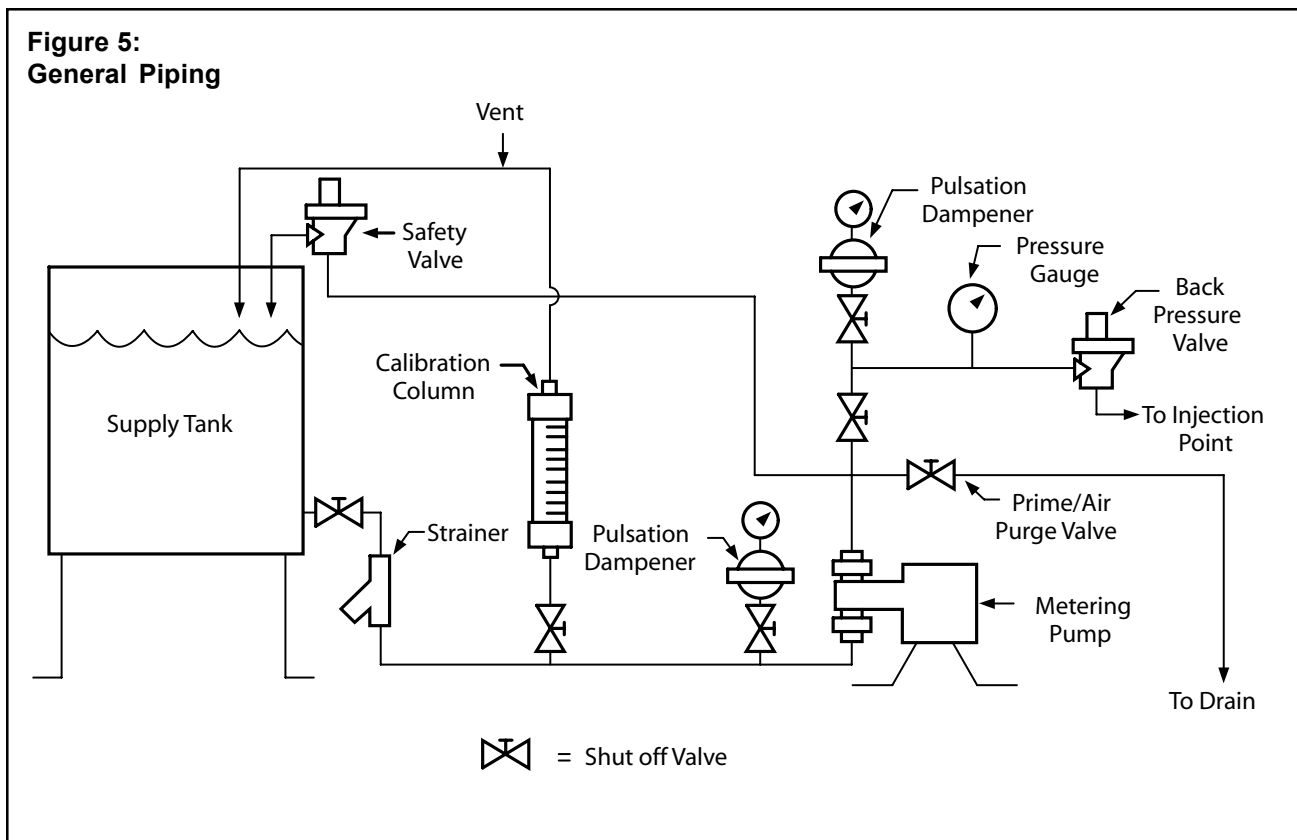 Figure 5:
General Piping
Vent
Safety
Valve
Pulsation
Dampener
Pressure
Gauge
Back
Pressure
Valve
Calibration
Column
Supply Tank
To Injection
Point
Strainer
Pulsation
Dampener
Prime/Air
Purge Valve
Metering
Pump
To Drain
= Shut off Valve